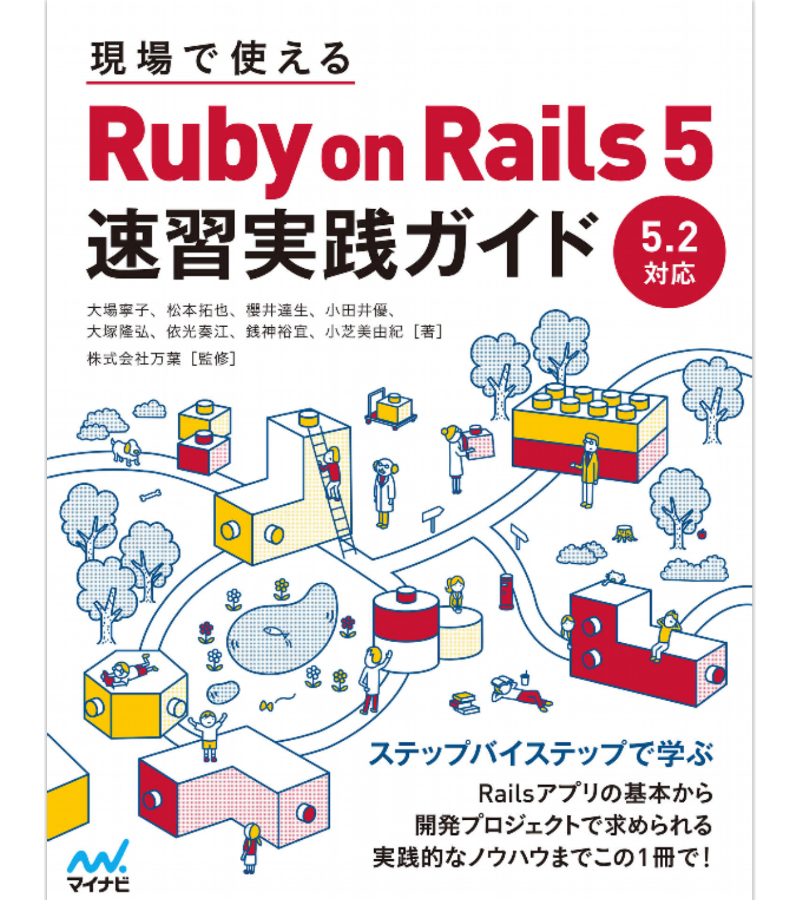 現場で使える
Ruby on Rails 5
速習実践ガイド
5.2
対応
大場寧子、松本拓也、櫻井達生、小田井優、
大塚隆弘、依光奏江、銭神裕宜、小芝美由紀［著］
株式会社万葉［監修］
ステップバイステップで学ぶ
Railsアプリの基本から
開発プロジェクトで求められる
実践的なノウハウまでこの1冊で！
マイナビ